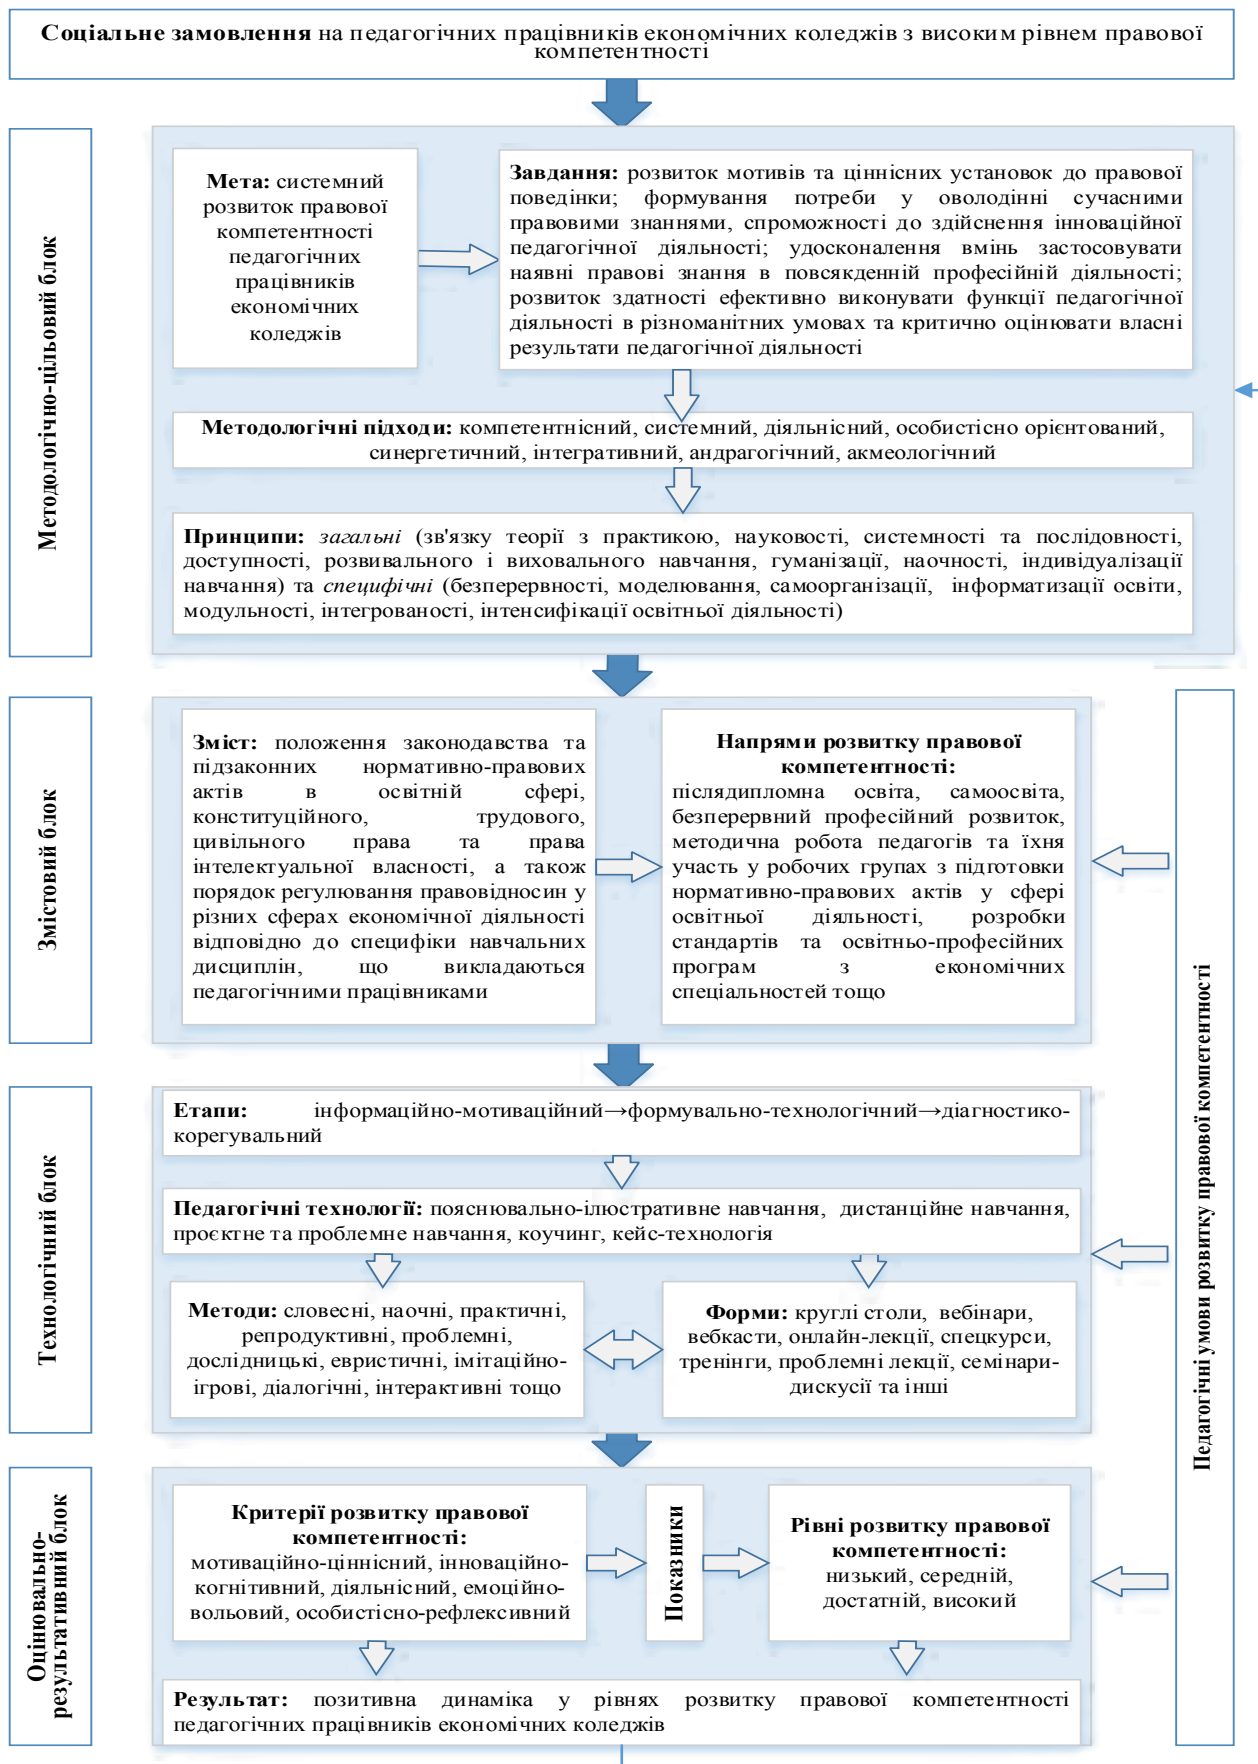 Соціальне замовлення на педагогічних працівників економічних коледжів з високим рівнем правової
компетентності
Методологічно-цільовий блок
Мета: системний
розвиток правової
компетентності
педагогічних
працівників
економічних
коледжів
Завдання: розвиток мотивів та ціннісних установок до правової
поведінки; формування потреби у оволодінні сучасними
правовими знаннями, спроможності до здійснення інноваційної
педагогічної діяльності; удосконалення вмінь застосовувати
наявні правові знання в повсякденній професійній діяльності;
розвиток здатності ефективно виконувати функції педагогічної
діяльності в різноманітних умовах та критично оцінювати власні
результати педагогічної діяльності
Методологічні підходи: компетентнісний, системний, діяльнісний, особистісно орієнтований,
синергетичний, інтегративний, андрагогічний, акмеологічний
Принципи: загальні (зв'язку теорії з практикою, науковості, системності та послідовності,
доступності, розвивального і виховального навчання, гуманізації, наочності, індивідуалізації
навчання) та специфічні (безперервності, моделювання, самоорганізації, інформатизації освіти,
модульності, інтегрованості, інтенсифікації освітньої діяльності)
Змістовий блок
Зміст: положення законодавства та
підзаконних нормативно-правових
актів в освітній сфері,
конституційного, трудового,
цивільного права та права
інтелектуальної власності, а також
порядок регулювання правовідносин у
різних сферах економічної діяльності
відповідно до специфіки навчальних
дисциплін, що викладаються
педагогічними працівниками
Напрями розвитку правової
компетентності:
післядипломна освіта, самоосвіта,
безперервний професійний розвиток,
методична робота педагогів та їхня
участь у робочих групах з підготовки
нормативно-правових актів у сфері
освітньої діяльності, розробки
стандартів та освітньо-професійних
програм з економічних
спеціальностей тощо
Педагогічні умови розвитку правової компетентності
Технологічний блок
Етапи: інформаційно-мотиваційний→формувально-технологічний→діагностико-
корегувальний
Педагогічні технології: пояснювально-ілюстративне навчання, дистанційне навчання,
проєктне та проблемне навчання, коучинг, кейс-технологія
Методи: словесні, наочні, практичні,
репродуктивні, проблемні,
дослідницькі, евристичні, імітаційно-
ігрові, діалогічні, інтерактивні тощо
Форми: круглі столи, вебінари,
вебкасти, онлайн-лекції, спецкурси,
тренінги, проблемні лекції, семінари-
дискусії та інші
Оцінювально-
результативний блок
Критерії розвитку правової
компетентності:
мотиваційно-ціннісний, інноваційно-
когнітивний, діяльнісний, емоційно-
вольовий, особистісно-рефлексивний
Показники
Рівні розвитку правової
компетентності:
низький, середній,
достатній, високий
Результат: позитивна динаміка у рівнях розвитку правової компетентності
педагогічних працівників економічних коледжів